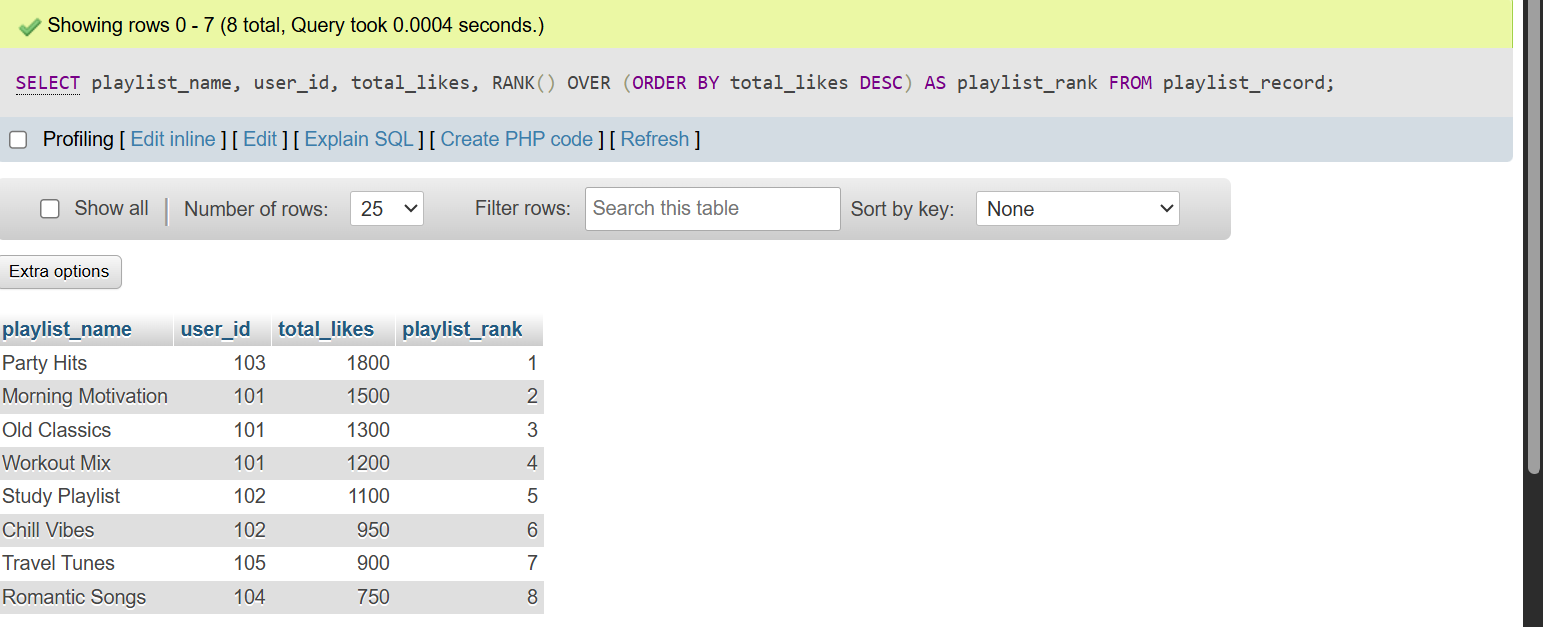 Showing rows 0 - 7 (8 total, Query took 0.0004 seconds.)
SELECT playlist_name, user_id, total_likes, RANK() OVER (ORDER BY total_likes DESC) AS playlist_rank FROM playlist_record;
Profiling [ Edit inline ] [ Edit ] [ Explain SQL ] [ Create PHP code ] [ Refresh ]
Show all Number of rows: 25 Filter rows: Search this table Sort by key: None
Extra options
playlist_name user_id total_likes playlist_rank
Party Hits 103 1800 1
Morning Motivation 101 1500 2
Old Classics 101 1300 3
Workout Mix 101 1200 4
Study Playlist 102 1100 5
Chill Vibes 102 950 6
Travel Tunes 105 900 7
Romantic Songs 104 750 8